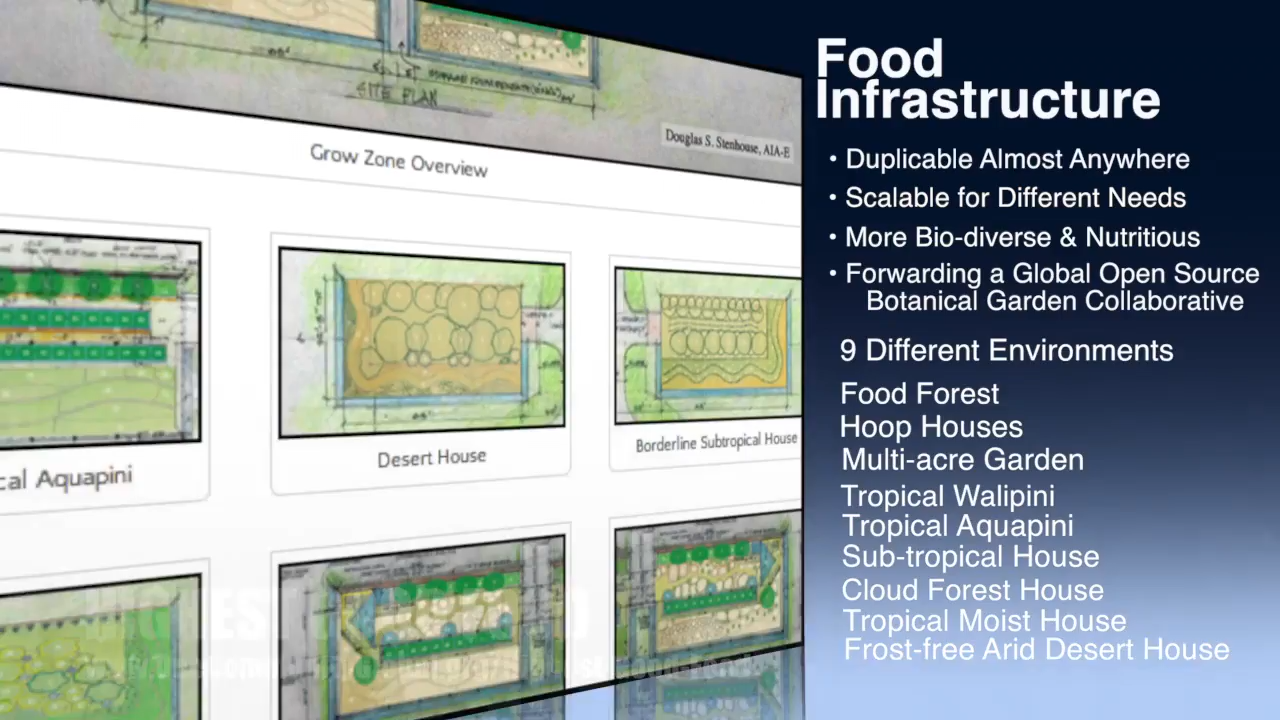 Food
Infrastructure
• Duplicable Almost Anywhere
• Scalable for Different Needs
• More Bio-diverse & Nutritious
• Forwarding a Global Open Source
Botanical Garden Collaborative
9 Different Environments
Food Forest
Hoop Houses
Multi-acre Garden
Tropical Walipini
Tropical Aquapini
Sub-tropical House
Cloud Forest House
Tropical Moist House
Frost-free Arid Desert House
SITE PLAN
Douglas S. Stenhouse, AIA-E
Grow Zone Overview
cal Aquapini
Desert House
Borderline Subtropical House